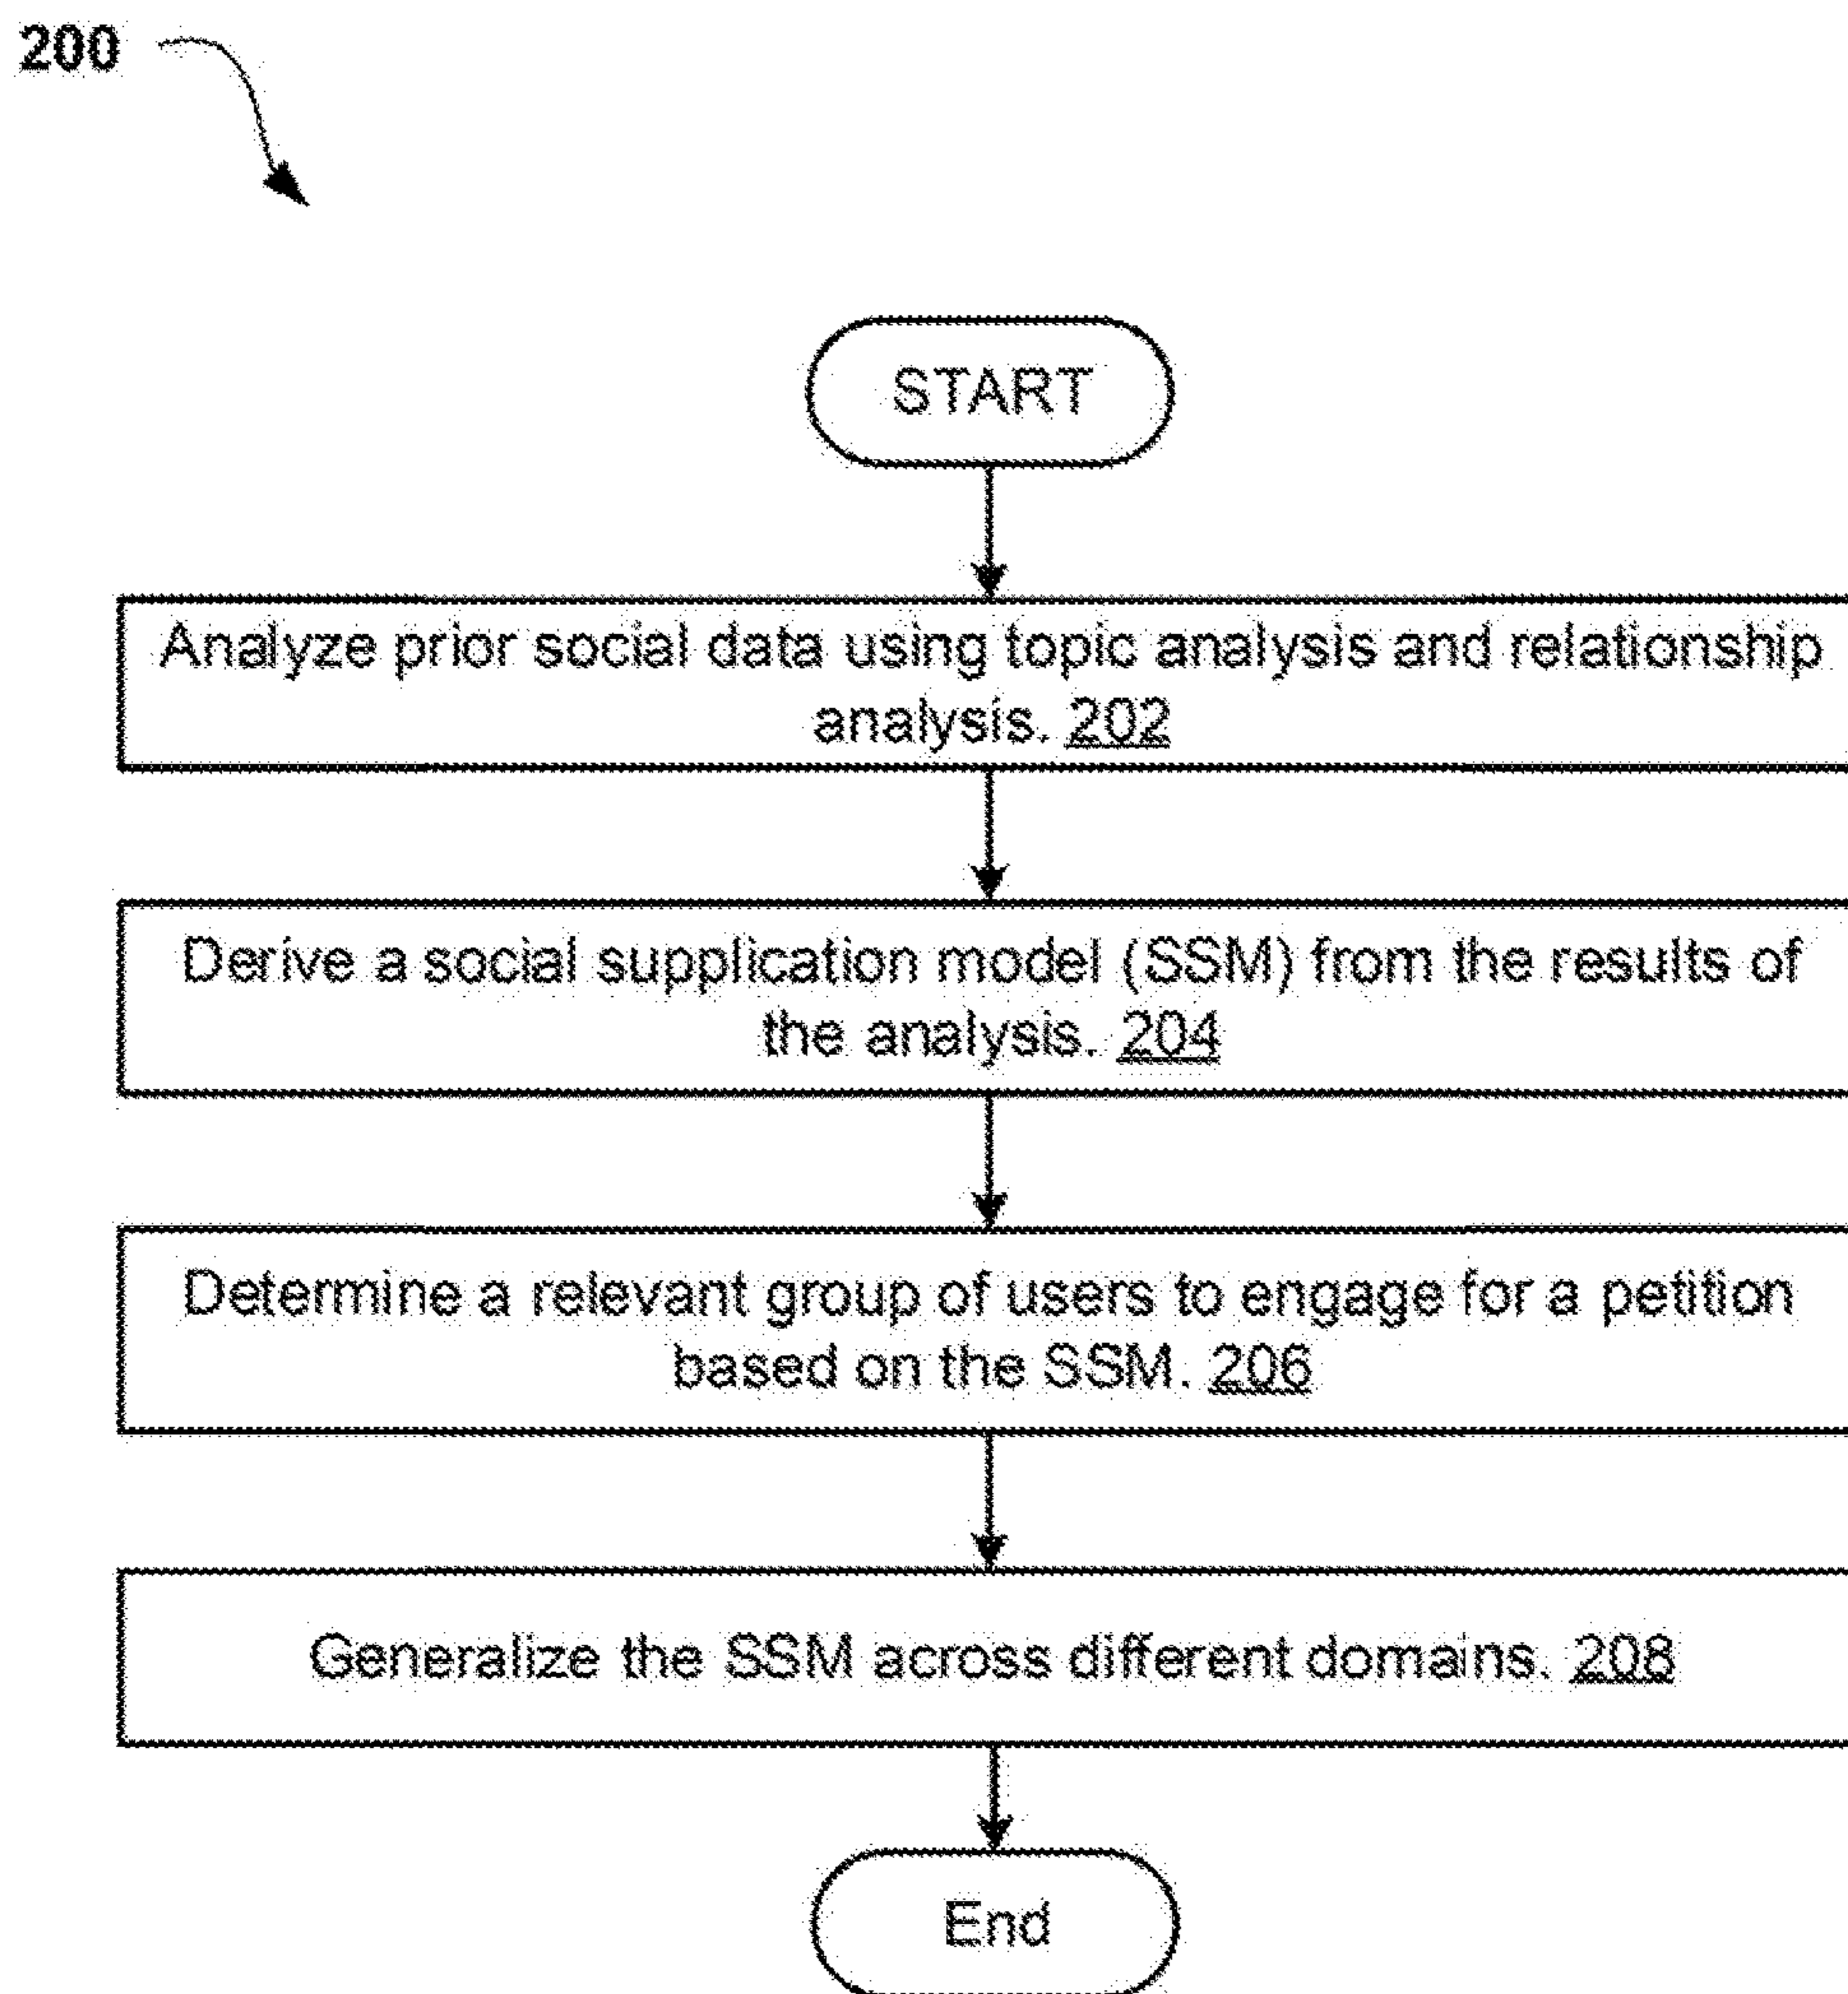 200
START
Analyze prior social data using topic analysis and relationship
analysis. 202
Derive a social supplication model (SSM) from the results of
the analysis. 204
Determine a relevant group of users to engage for a petition
based on the SSM. 206
Generalize the SSM across different domains. 208
End